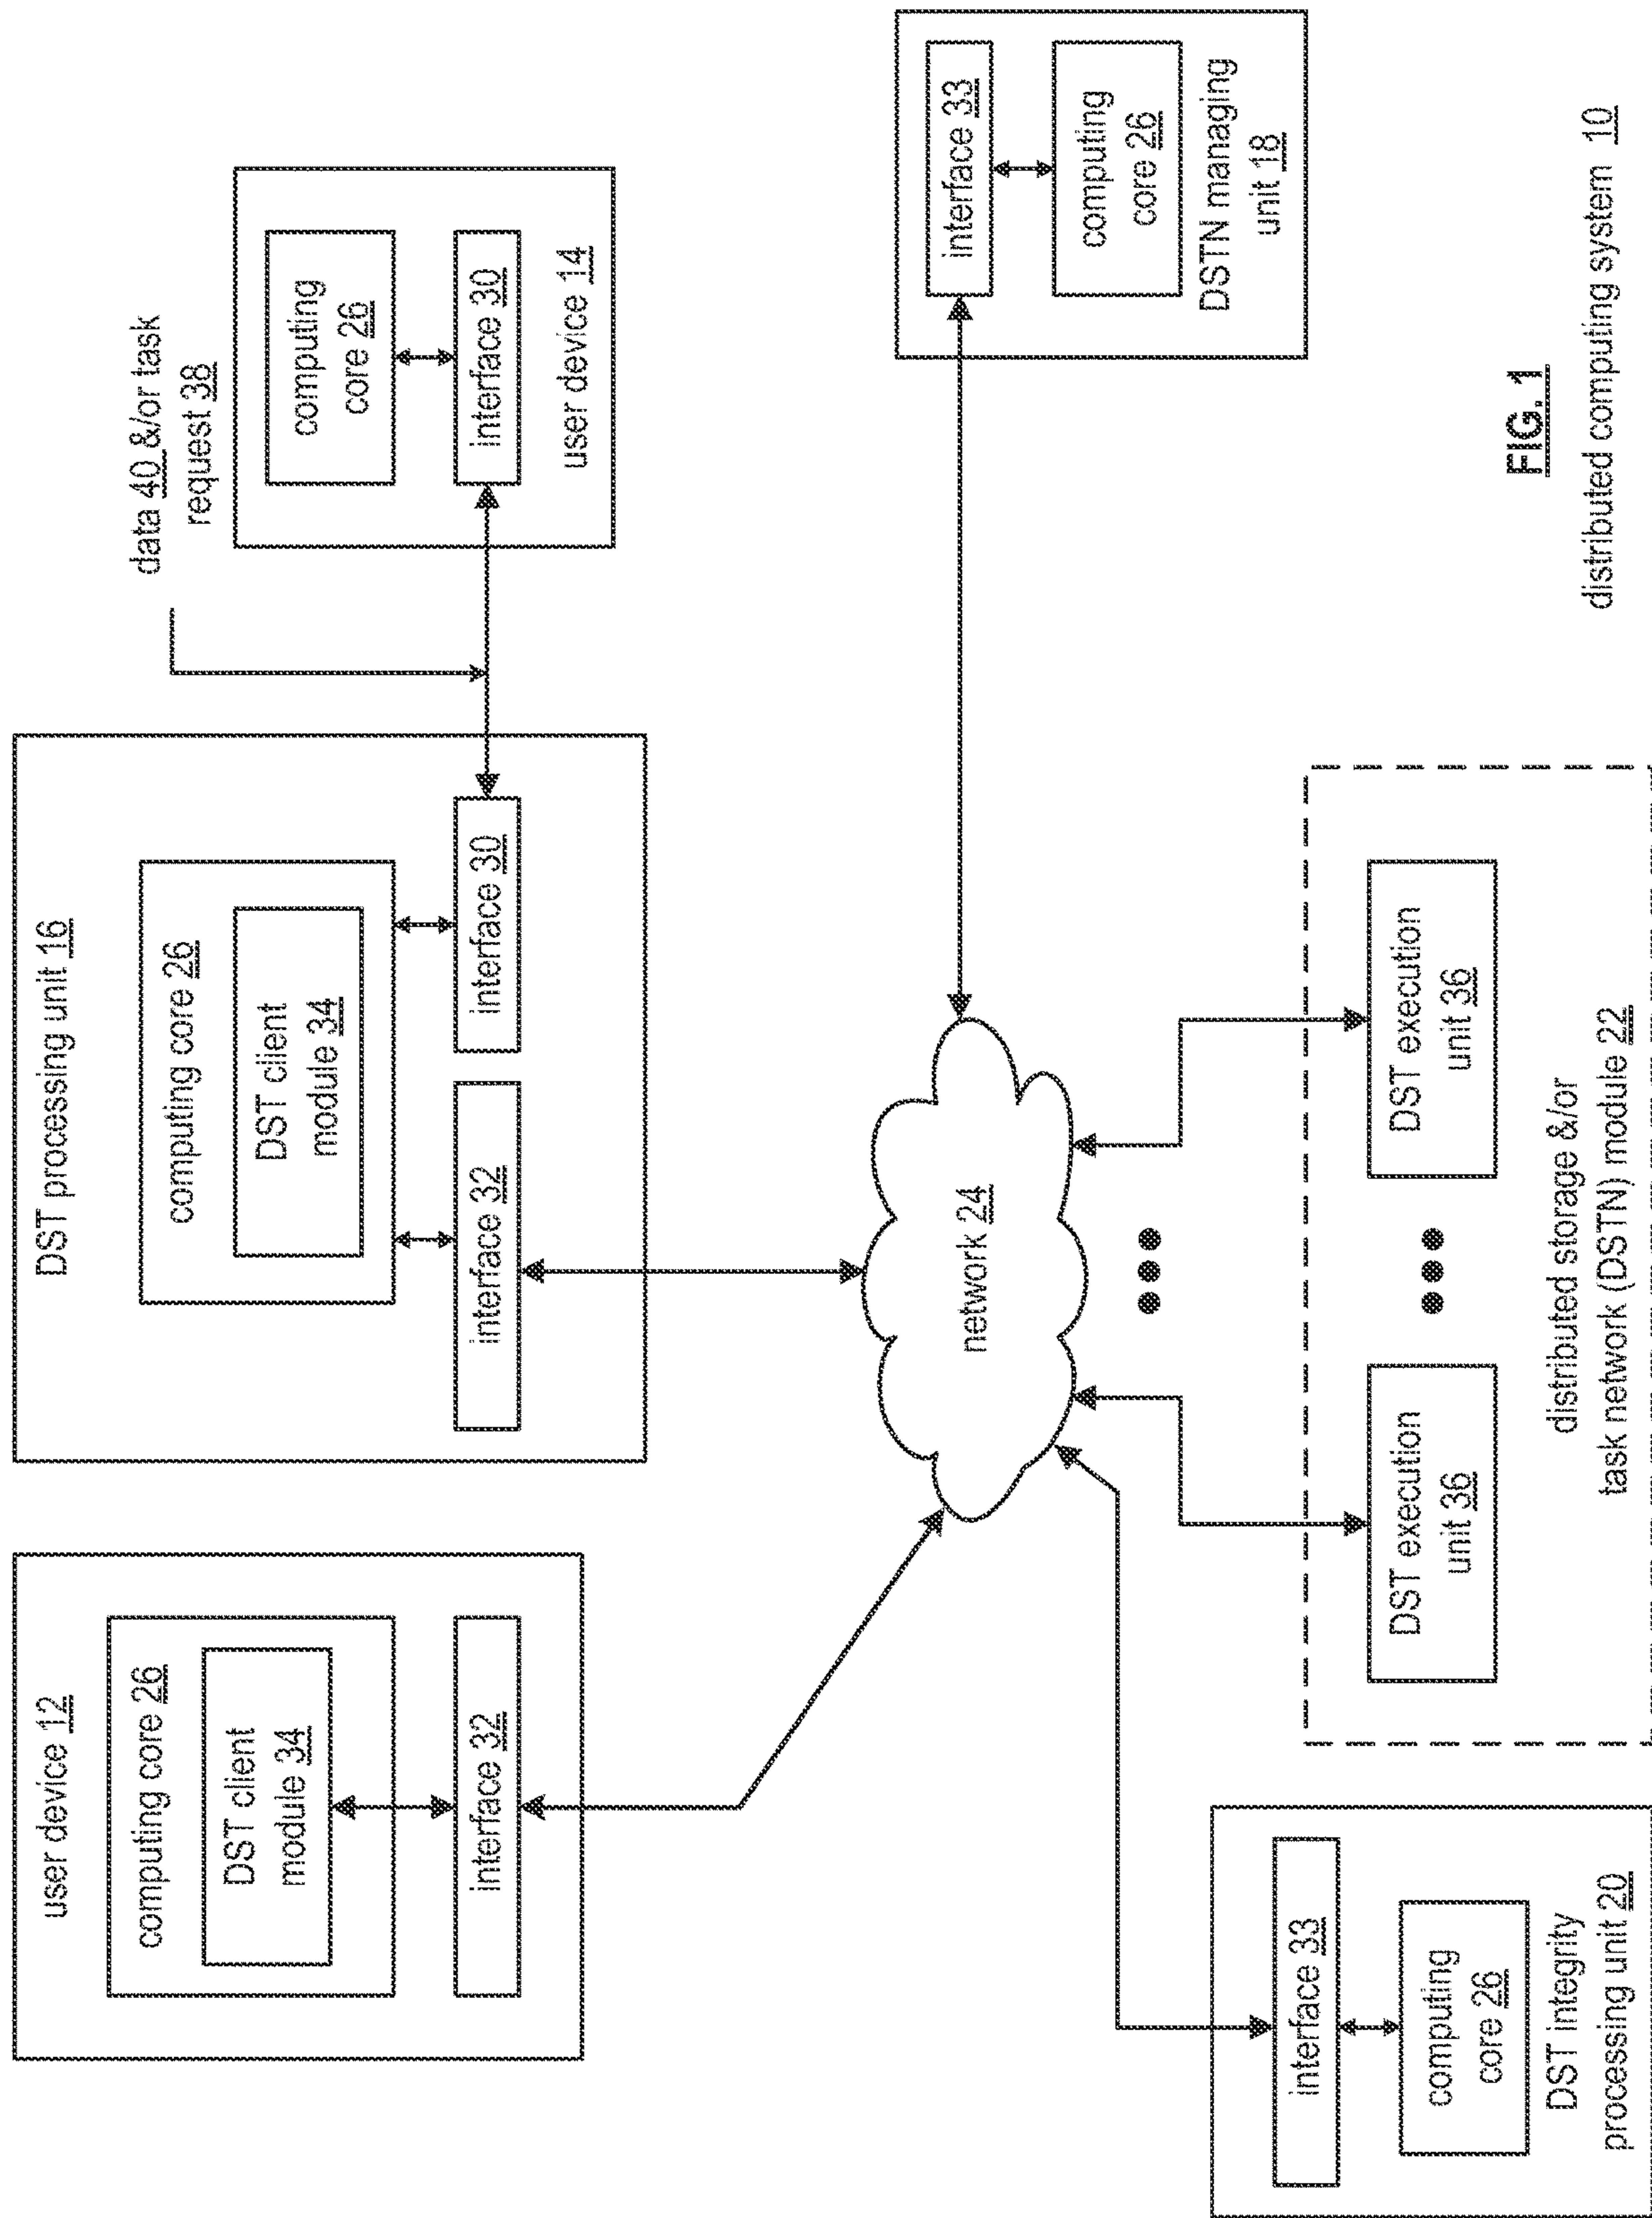 user device 12
computing core 26
DST client
module 34
interface 32
DST processing unit 16
computing core 26
DST client
module 34
interface 32
interface 30
data 40 &/or task
request 38
computing
core 26
interface 30
user device 14
network 24
interface 33
computing
core 26
DSTN managing
unit 18
interface 33
computing
core 26
DST integrity
processing unit 20
DST execution
unit 36
DST execution
unit 36
distributed storage &/or
task network (DSTN) module 22
FIG. 1
distributed computing system 10